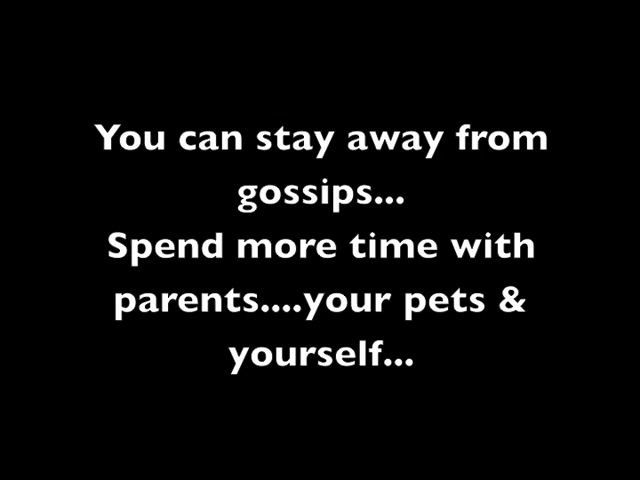 You can stay away from
gossips...
Spend more time with
parents....your pets &
yourself...